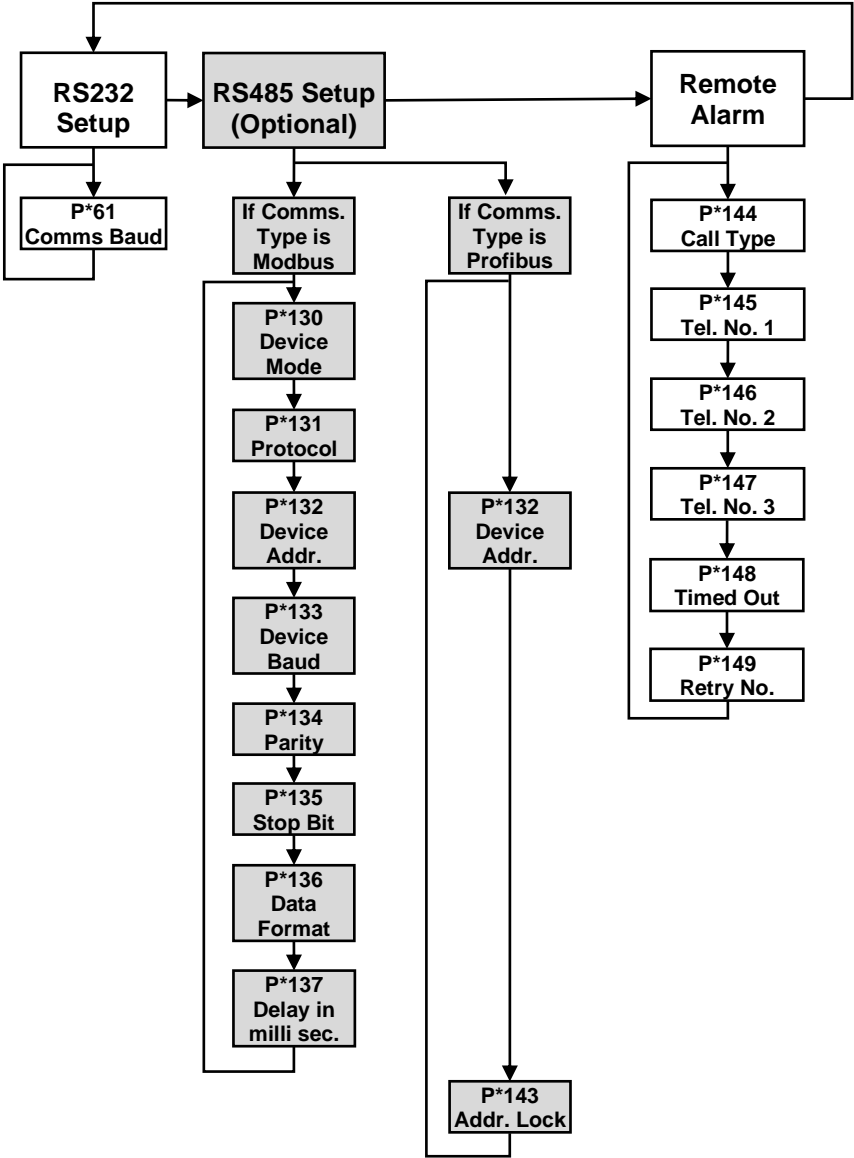 RS232
Setup
RS485 Setup
(Optional)
Remote
Alarm
P*61
Comms Baud
If Comms.
Type is
Modbus
P*130
Device
Mode
P*131
Protocol
P*132
Device
Addr.
P*133
Device
Baud
P*134
Parity
P*135
Stop Bit
P*136
Data
Format
P*137
Delay in
milli sec.
If Comms.
Type is
Profibus
P*132
Device
Addr.
P*143
Addr. Lock
P*144
Call Type
P*145
Tel. No. 1
P*146
Tel. No. 2
P*147
Tel. No. 3
P*148
Timed Out
P*149
Retry No.